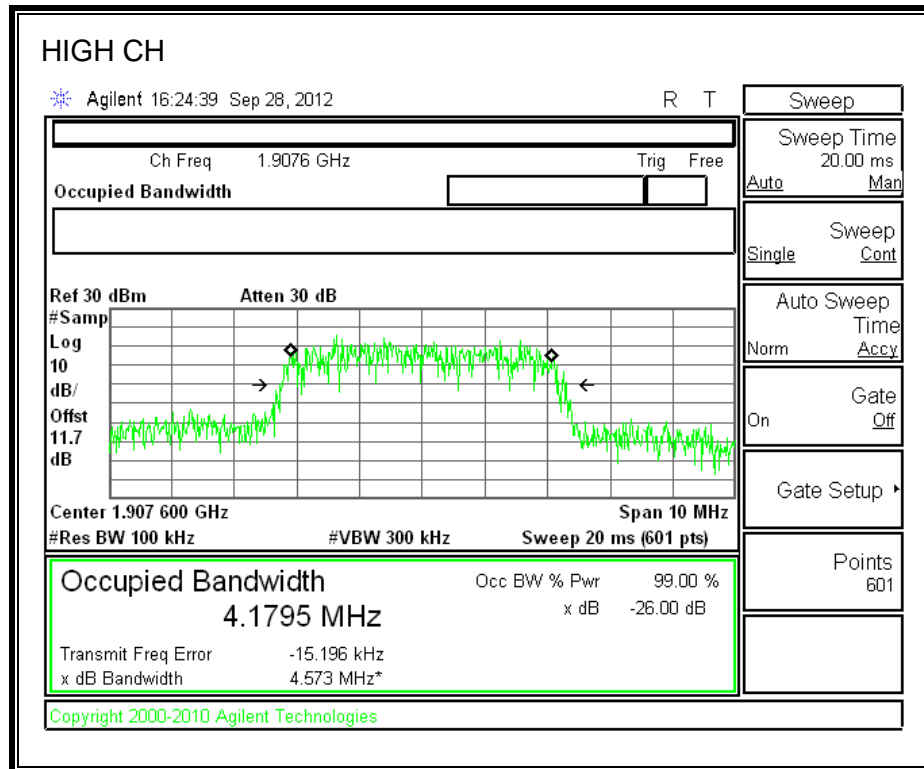 HIGH CH
Agilent 16:24:39 Sep 28, 2012 R T
Ch Freq 1.9076 GHz Trig Free
Occupied Bandwidth
Ref 30 dBm Atten 30 dB
#Samp
Log
10
dB/
Offst
11.7
dB
Center 1.907 600 GHz Span 10 MHz
#Res BW 100 kHz #VBW 300 kHz Sweep 20 ms (601 pts)
Occupied Bandwidth Occ BW % Pwr 99.00 %
4.1795 MHz x dB -26.00 dB
Transmit Freq Error -15.196 kHz
x dB Bandwidth 4.573 MHz*
Copyright 2000-2010 Agilent Technologies
Sweep
Sweep Time
20.00 ms
Auto Man
Sweep
Single Cont
Auto Sweep
Time
Norm Accy
Gate
On Off
Gate Setup
Points
601